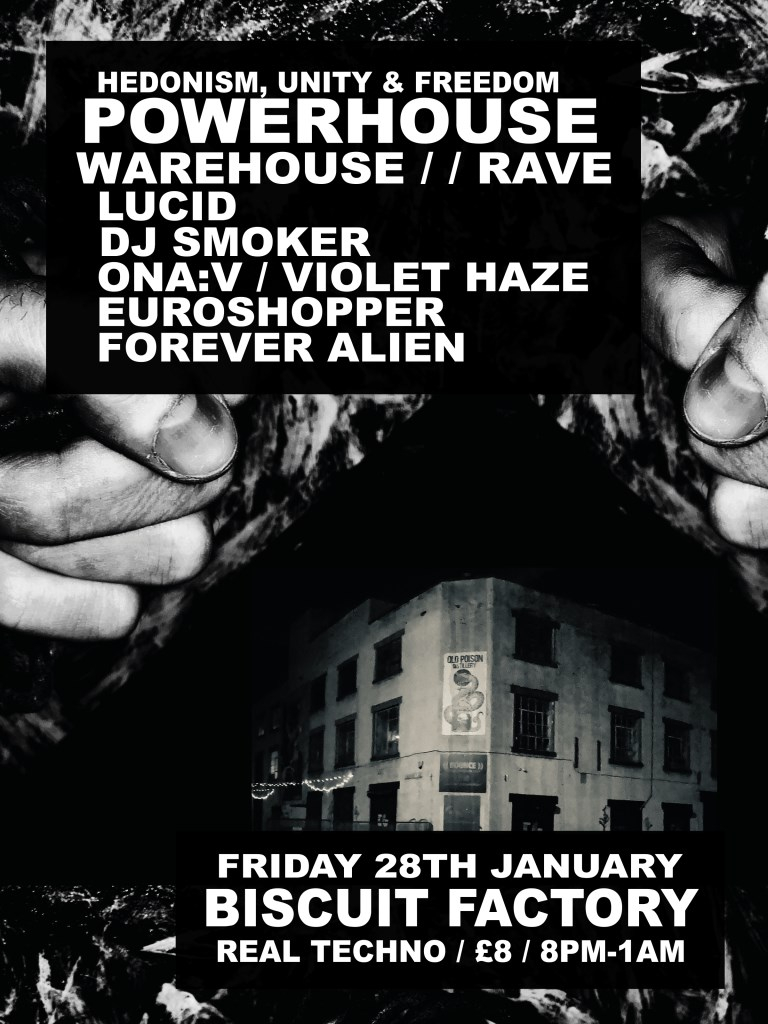 HEDONISM, UNITY & FREEDOM
POWERHOUSE
WAREHOUSE / / RAVE
LUCID
DJ SMOKER
ONA:V / VIOLET HAZE
EUROSHOPPER
FOREVER ALIEN
OLD POISON
DISTILLERY
FRIDAY 28TH JANUARY
BISCUIT FACTORY
REAL TECHNO / £8 / 8PM-1AM